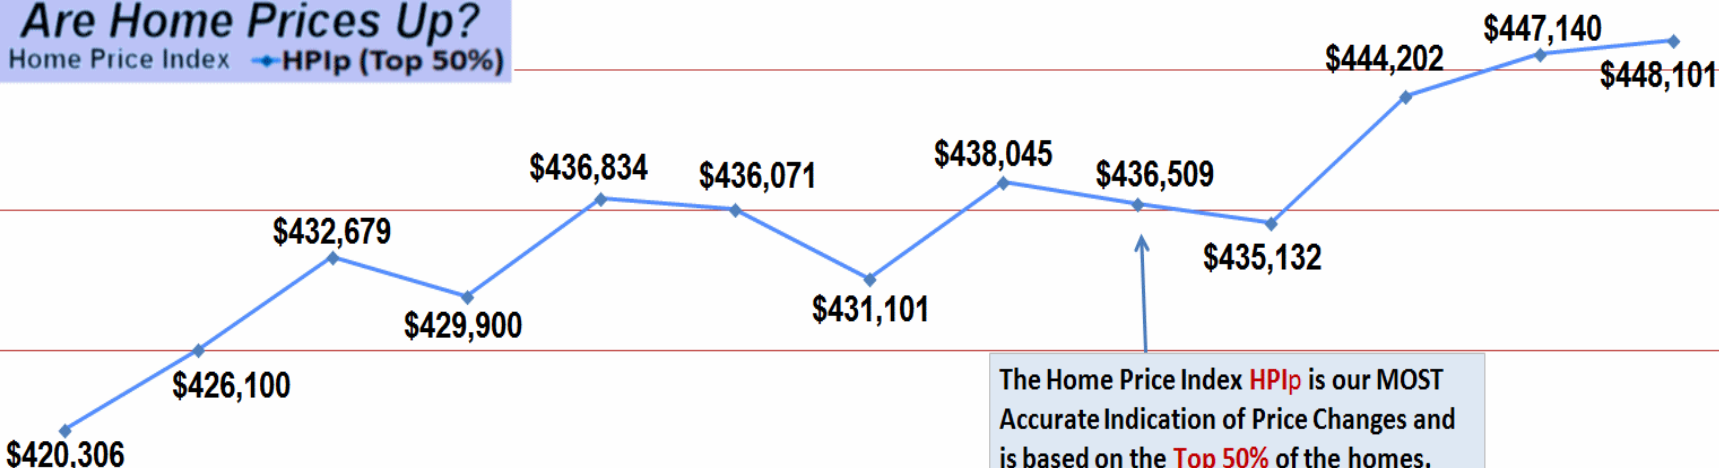 Are Home Prices Up?
Home Price Index HPIp (Top 50%)
$420,306
$426,100
$432,679
$429,900
$436,834
$436,071
$431,101
$438,045
$436,509
$435,132
$444,202
$447,140
$448,101
The Home Price Index HPIp is our MOST
Accurate Indication of Price Changes and
is based on the Top 50% of the homes.